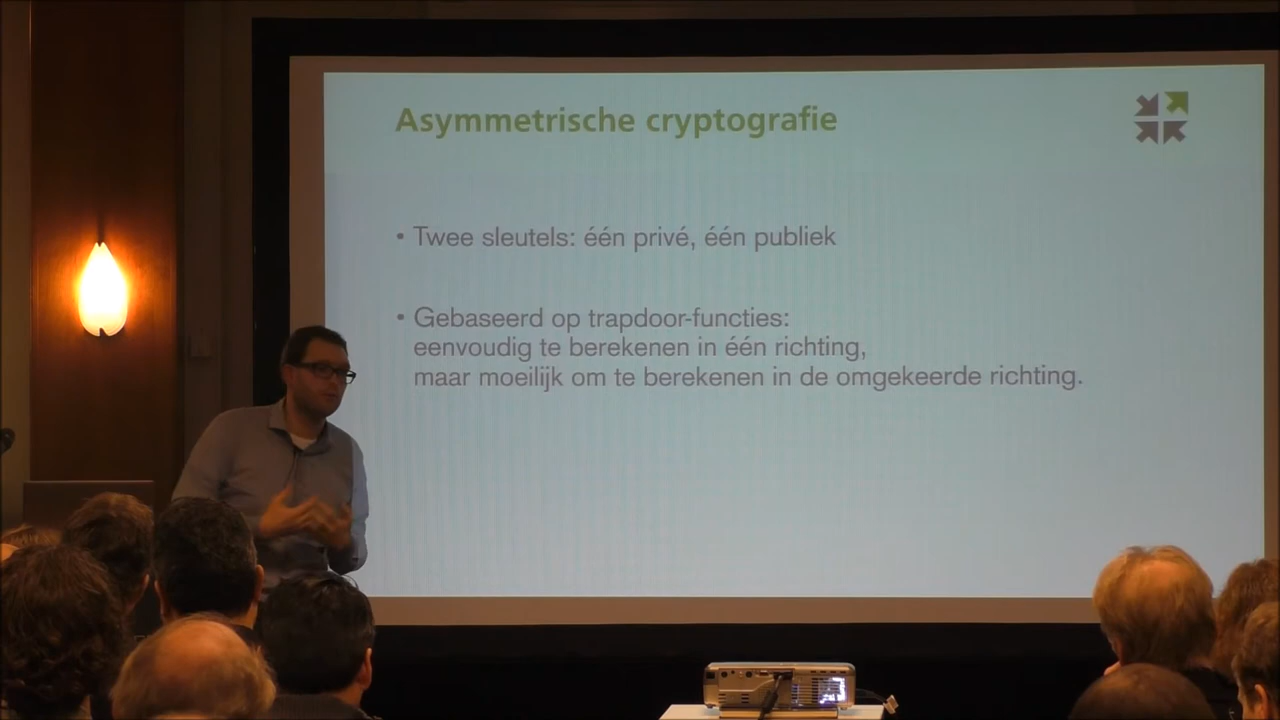 Asymmetrische cryptografie
• Twee sleutels: één privé, één publiek
• Gebaseerd op trapdoor-functies:
eenvoudig te berekenen in één richting,
maar moeilijk om te berekenen in de omgekeerde richting.